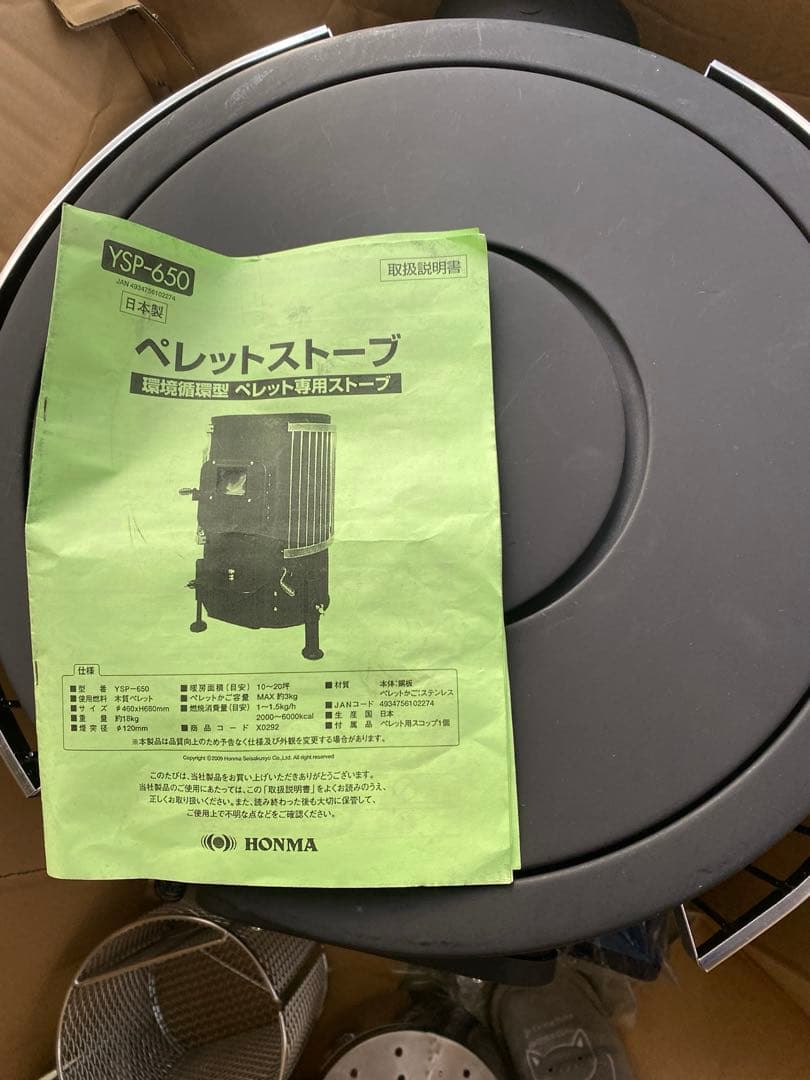 YSP-650
JAN 4934756102274
日本製
取扱説明書
ペレットストーブ
環境循環型 ペレット専用ストーブ
仕様
■型番 YSP-650
■使用燃料 木質ペレット
■サイズ φ460xH680mm
■重量 約18kg
■煙突径 φ120mm
■暖房面積(目安) 10〜20坪
■ペレットかご容量 MAX 約3kg
■燃焼消費量(目安) 1〜1.5kg/h
2000〜6000kcal
■商品コード X0292
■材質 本体:鋼板
ペレットかご:ステンレス
■JANコード 4934756102274
■生産国 日本
■付属品 ペレット用スコップ1個
※本製品は品質向上のため予告なく仕様及び外観を変更する場合があります。
Copyright ©2009 Honma Seisakusyo Co.,Ltd. All right reserved
このたびは、当社製品をお買い上げいただきありがとうございます。
当社製品のご使用にあたっては、この「取扱説明書」をよくお読みのうえ、
正しくお取り扱いください。また、読み終わった後も大切に保管して、
ご使用上で不明な点などをご確認ください。
HONMA